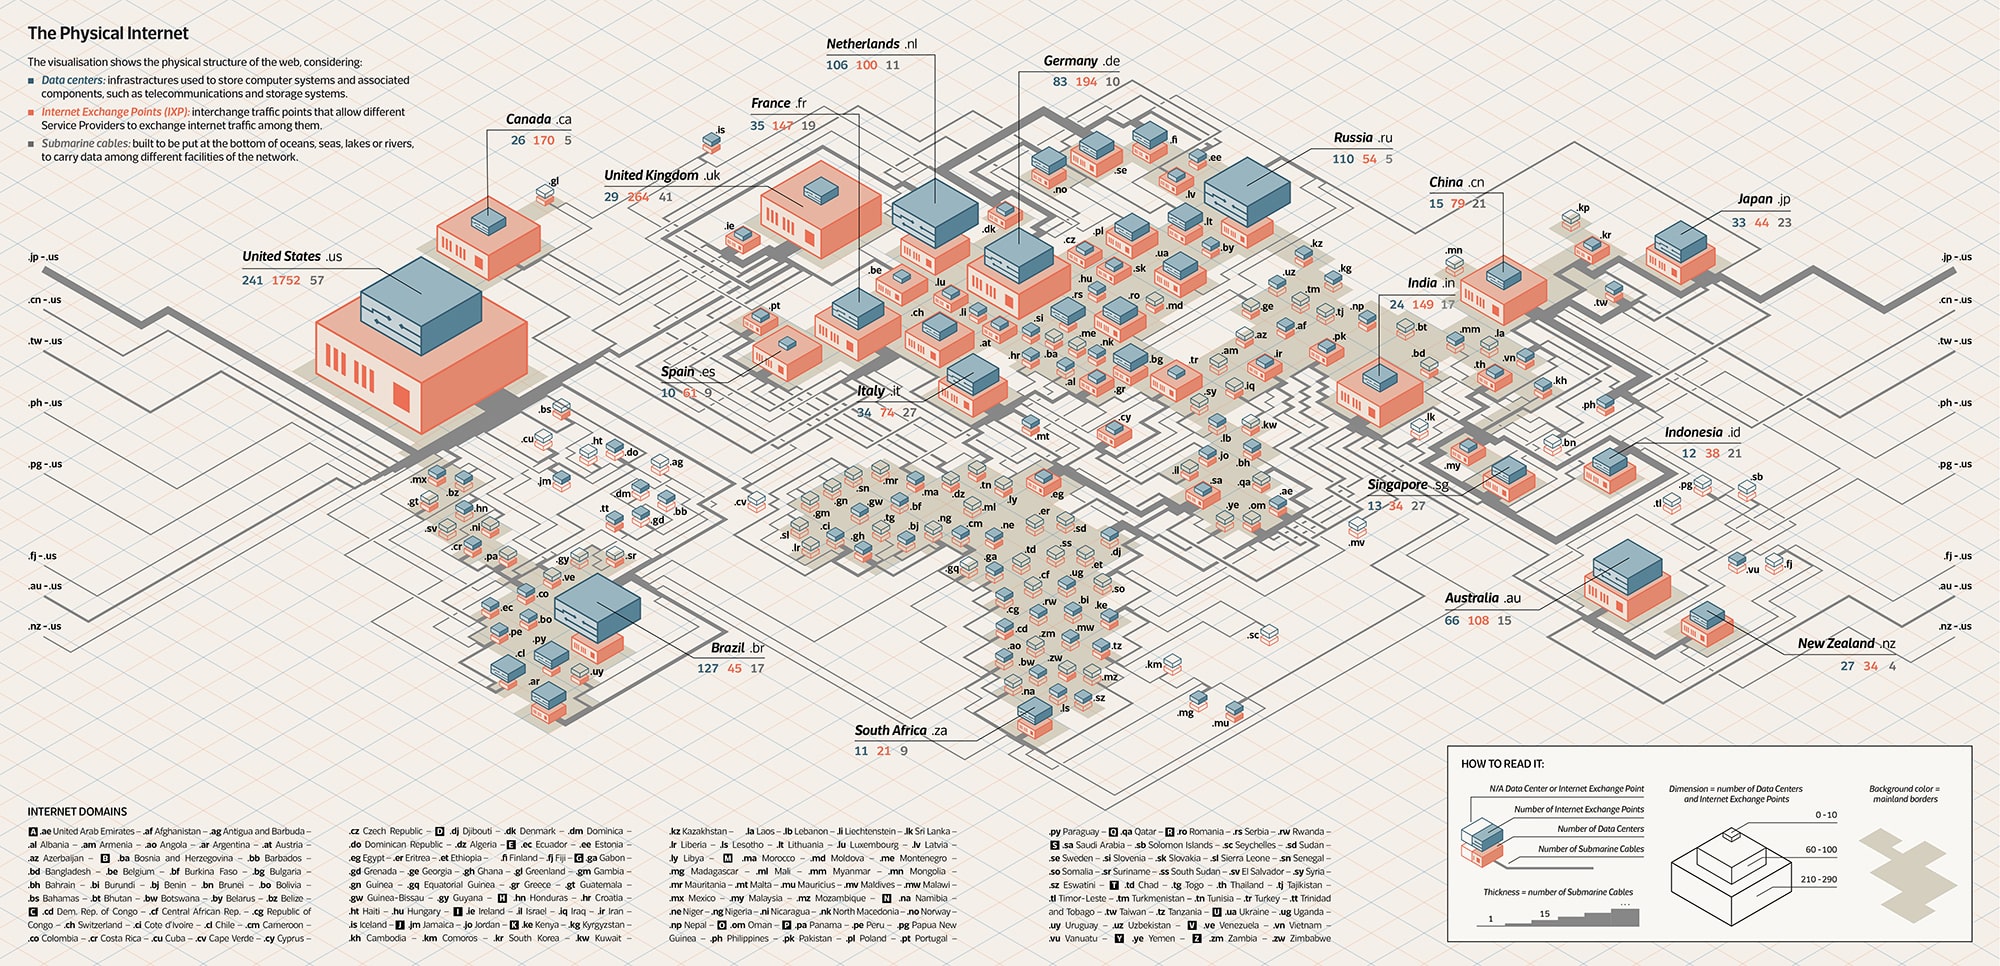 The Physical Internet
The visualisation shows the physical structure of the web, considering:
Data centers: infrastractures used to store computer systems and associated
components, such as telecommunications and storage systems.
Internet Exchange Points (IXP): interchange traffic points that allow different
Service Providers to exchange internet traffic among them.
Submarine cables: built to be put at the bottom of oceans, seas, lakes or rivers,
to carry data among different facilities of the network.
Netherlands .nl
106 100 11
Germany .de
83 194 10
France .fr
35 147 19
Canada .ca
26 170 5
Russia .ru
110 54 5
United Kingdom .uk
29 264 41
China .cn
15 79 21
Japan .jp
33 44 23
United States .us
241 1752 57
India .in
24 149 17
Spain .es
10 61 9
Italy .it
34 74 27
Indonesia .id
12 38 21
Singapore .sg
13 34 27
Australia .au
66 108 15
New Zealand .nz
27 34 4
Brazil .br
127 45 17
South Africa .za
11 21 9
.jp - .us
.cn - .us
.tw - .us
.ph - .us
.pg - .us
.fj - .us
.au - .us
.nz - .us
.jp - .us
.cn - .us
.tw - .us
.ph - .us
.pg - .us
.fj - .us
.au - .us
.nz - .us
.gl
.is
.ie
.no
.se
.fi
.ee
.lv
.lt
.by
.dk
.pl
.cz
.sk
.ua
.hu
.rs
.ro
.md
.be
.lu
.ch
.li
.at
.si
.hr
.ba
.me
.nk
.al
.gr
.bg
.tr
.pt
.mt
.cy
.kz
.kg
.uz
.tm
.tj
.np
.ge
.az
.af
.am
.ir
.pk
.sy
.iq
.lb
.kw
.jo
.bh
.il
.sa
.qa
.ae
.ye
.om
.mn
.kp
.kr
.tw
.bt
.mm
.la
.bd
.th
.vn
.kh
.lk
.ph
.bn
.my
.mv
.tl
.pg
.sb
.vu
.fj
.bs
.cu
.ht
.do
.ag
.jm
.dm
.bb
.tt
.gd
.mx
.bz
.gt
.hn
.sv
.ni
.cr
.pa
.gy
.sr
.ve
.co
.ec
.bo
.pe
.py
.cl
.ar
.uy
.cv
.sn
.mr
.ma
.dz
.tn
.ly
.eg
.gm
.gn
.gw
.bf
.ml
.sl
.ci
.tg
.bj
.ng
.cm
.ne
.er
.sd
.lr
.gh
.ga
.td
.ss
.dj
.gq
.cf
.ug
.et
.so
.cg
.rw
.bi
.ke
.cd
.zm
.mw
.ao
.tz
.bw
.zw
.mz
.na
.ls
.sz
.sc
.km
.mg
.mu
INTERNET DOMAINS
A .ae United Arab Emirates – .af Afghanistan – .ag Antigua and Barbuda –
.al Albania – .am Armenia – .ao Angola – .ar Argentina – .at Austria –
.az Azerbaljan – B .ba Bosnia and Herzegovina – .bb Barbados –
.bd Bangladesh – .be Belgium – .bf Burkina Faso – .bg Bulgaria –
.bh Bahrain – .bi Burundi – .bj Benin – .bn Brunei – .bo Bolivia –
.bs Bahamas – .bt Bhutan – .bw Botswana – .by Belarus – .bz Belize –
C .cd Dem. Rep. of Congo – .cf Central African Rep. – .cg Republic of
Congo – .ch Switzerland – .ci Cote d'Ivoire – .cl Chile – .cm Cameroon –
.co Colombia – .cr Costa Rica – .cu Cuba – .cv Cape Verde – .cy Cyprus –
.cz Czech Republic – D .dj Djibouti – .dk Denmark – .dm Dominica –
.do Dominican Republic – .dz Algeria – E .ec Ecuador – .ee Estonia –
.eg Egypt – .er Eritrea – .et Ethiopia – .fi Finland – .fj Fiji – G .ga Gabon
.gd Grenada – .ge Georgia – .gh Ghana – .gl Greenland – .gm Gambia –
.gn Guinea – .gq Equatorial Guinea – .gr Greece – .gt Guatemala –
.gw Guinea-Bissau – .gy Guyana – H .hn Honduras – .hr Croatia –
.ht Haiti – .hu Hungary – I .ie Ireland – .il Israel – .iq Iraq – .ir Iran –
.is Iceland – J .jm Jamaica – .jo Jordan – K .ke Kenya – .kg Kyrgyzstan –
.kh Cambodia – .km Comoros – .kr South Korea – .kw Kuwait –
.kz Kazakhstan – .la Laos – .lb Lebanon – .li Liechtenstein – .lk Sri Lanka –
.lr Liberia – .ls Lesotho – .lt Lithuania – .lu Luxembourg – .lv Latvia –
.ly Libya – M .ma Morocco – .md Moldova – .me Montenegro –
.mg Madagascar – .ml Mali – .mm Myanmar – .mn Mongolia –
.mr Mauritania – .mt Malta – .mu Mauricius – .mv Maldives – .mw Malawi –
.mx Mexico – .my Malaysia – .mz Mozambique – N .na Namibia –
.ne Niger – .ng Nigeria – .ni Nicaragua – .nk North Macedonia – .no Norway –
.np Nepal – O .om Oman – P .pa Panama – .pe Peru – .pg Papua New
Guinea – .ph Philippines – .pk Pakistan – .pl Poland – .pt Portugal –
.py Paraguay – Q .qa Qatar – R .ro Romania – .rs Serbia – .rw Rwanda –
S .sa Saudi Arabia – .sb Solomon Islands – .sc Seychelles – .sd Sudan
.se Sweden – .si Slovenia – .sk Slovakia – .sl Sierra Leone – .sn Senegal
.so Somalia – .sr Suriname – .ss South Sudan – .sv El Salvador – .sy Syria
.sz Eswatini – T .td Chad – .tg Togo – .th Thailand – .tj Tajikistan
.tl Timor-Leste – .tm Turkmenistan – .tn Tunisia – .tr Turkey – .tt Trinidad
and Tobago – .tw Taiwan – .tz Tanzania – U .ua Ukraine – .ug Uganda –
.uy Uruguay – .uz Uzbekistan – V .ve Venezuela – .vn Vietnam –
.vu Vanuatu – Y .ye Yemen – Z .zm Zambia – .zw Zimbabwe
HOW TO READ IT:
N/A Data Center or Internet Exchange Point
Number of Internet Exchange Points
Number of Data Centers
Number of Submarine Cables
Thickness = number of Submarine Cables
1
15
...
Dimension = number of Data Centers
and Internet Exchange Points
0 -10
60 -100
210 -290
Background color =
mainland borders